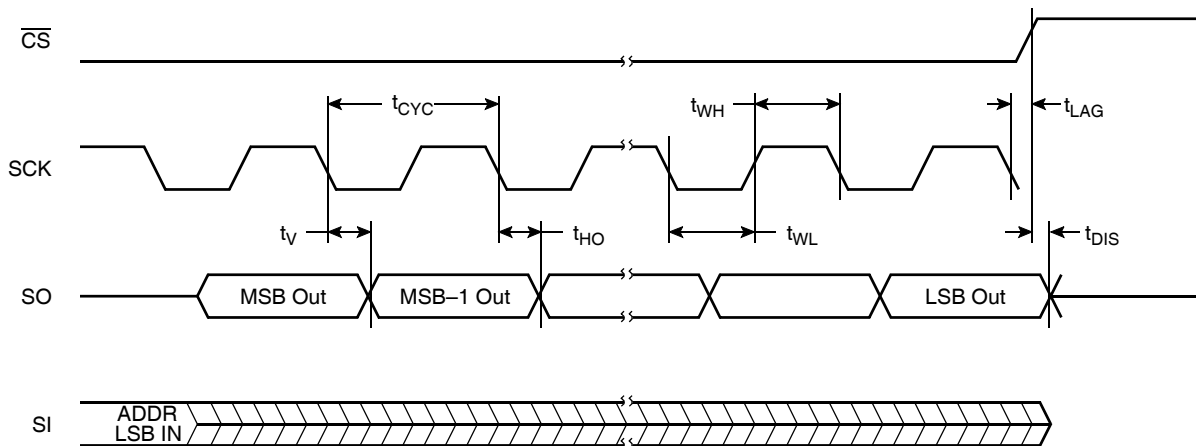 CS
tCYC
tWH
tLAG
SCK
tV
tHO
tWL
tDIS
SO
MSB Out
MSB–1 Out
LSB Out
SI
ADDR
LSB IN